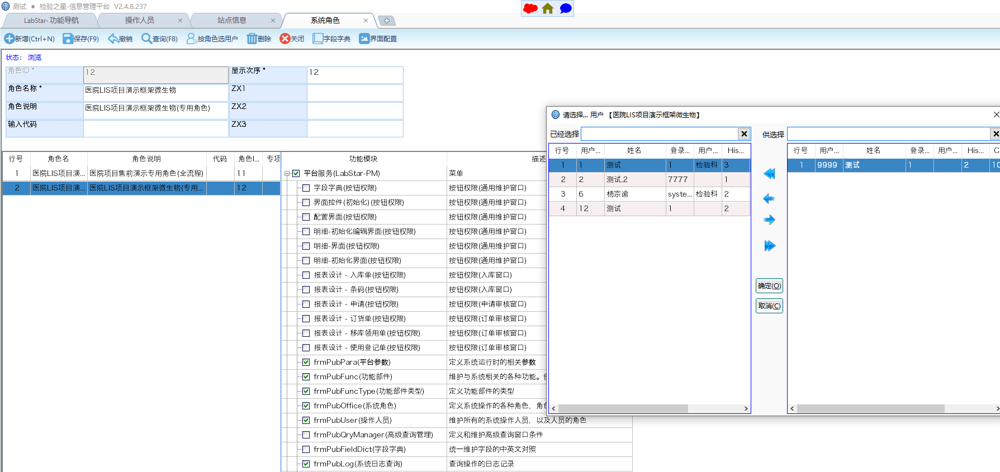 测试 ● 检验之星-信息管理平台 V2.4.8.237
LabStar- 功能导航 操作人员 × 站点信息 × 系统角色 ×
新增(Ctrl+N) 保存(F9) 撤销 查询(F8) 按角色选用户 删除 关闭 字段字典 界面配置
状态： 浏览
角色ID * 12 显示次序 * 12
角色名称 * 医院LIS项目演示框架微生物 ZX1
角色说明 医院LIS项目演示框架微生物(专用角色) ZX2
输入代码 ZX3
行号 角色名 角色说明 代码 角色I... 专项
1 医院LIS项目演... 医院项目售前演示专用角色(全流程) 11
2 医院LIS项目演... 医院LIS项目演示框架微生物(专用... 12
功能模块 描述
平台服务(LabStar-PM) 菜单
字段字典(按钮权限) 按钮权限(通用维护窗口)
界面控件(初始化)(按钮权限) 按钮权限(通用维护窗口)
配置界面(按钮权限) 按钮权限(通用维护窗口)
明细-初始化编辑界面(按钮权限) 按钮权限(通用维护窗口)
明细-界面(按钮权限) 按钮权限(通用维护窗口)
明细-初始化界面(按钮权限) 按钮权限(通用维护窗口)
报表设计 - 入库单(按钮权限) 按钮权限(入库窗口)
报表设计 - 条码(按钮权限) 按钮权限(入库窗口)
报表设计 - 申请(按钮权限) 按钮权限(申请审核窗口)
报表设计 - 订货单(按钮权限) 按钮权限(订单审核窗口)
报表设计 - 移库领用单(按钮权限) 按钮权限(订单审核窗口)
报表设计 - 使用登记单(按钮权限) 按钮权限(订单审核窗口)
frmPubPara(平台参数) 定义系统运行时的相关参数
frmPubFunc(功能部件) 维护与系统相关的各种功能。
frmPubFuncType(功能部件类型) 定义功能部件的类型
frmPubOffice(系统角色) 定义系统操作的各种角色，角
frmPubUser(操作人员) 维护所有的系统操作人员，以及人员的角色
frmPubQryManager(高级查询管理) 定义和维护高级查询窗口条件
frmPubFieldDict(字段字典) 统一维护字段的中英文对照
frmPubLog(系统日志查询) 查询操作的日志记录
请选择... 用户 【医院LIS项目演示框架微生物】
已经选择 供选择
行号 用户... 姓名 登录... 用户... His...
1 1 测试 1 检验科 3
2 2 测试,2 7777 1
3 6 杨宗谕 syste... 检验科 2
4 12 测试 1 2
确定(O)
取消(C)
行号 用户... 姓名 登录... 用户... His... C
1 9999 测试 1 2 10